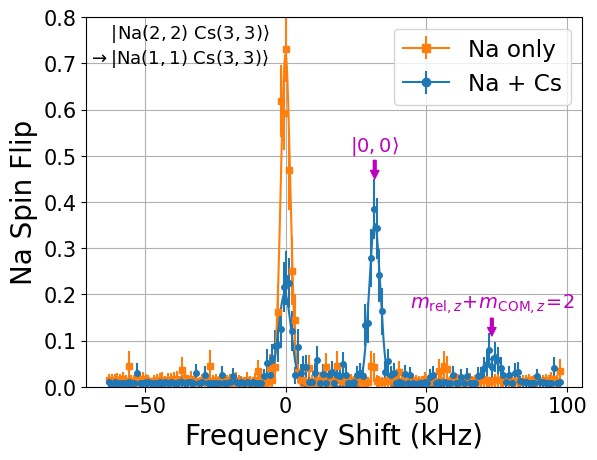 0.8
0.7
0.6
0.5
0.4
0.3
0.2
0.1
0.0
Na Spin Flip
|Na(2, 2) Cs(3, 3)⟩
→|Na(1, 1) Cs(3, 3)⟩
Na only
Na + Cs
|0, 0⟩
m_rel, z+m_COM, z=2
−50
0
50
100
Frequency Shift (kHz)